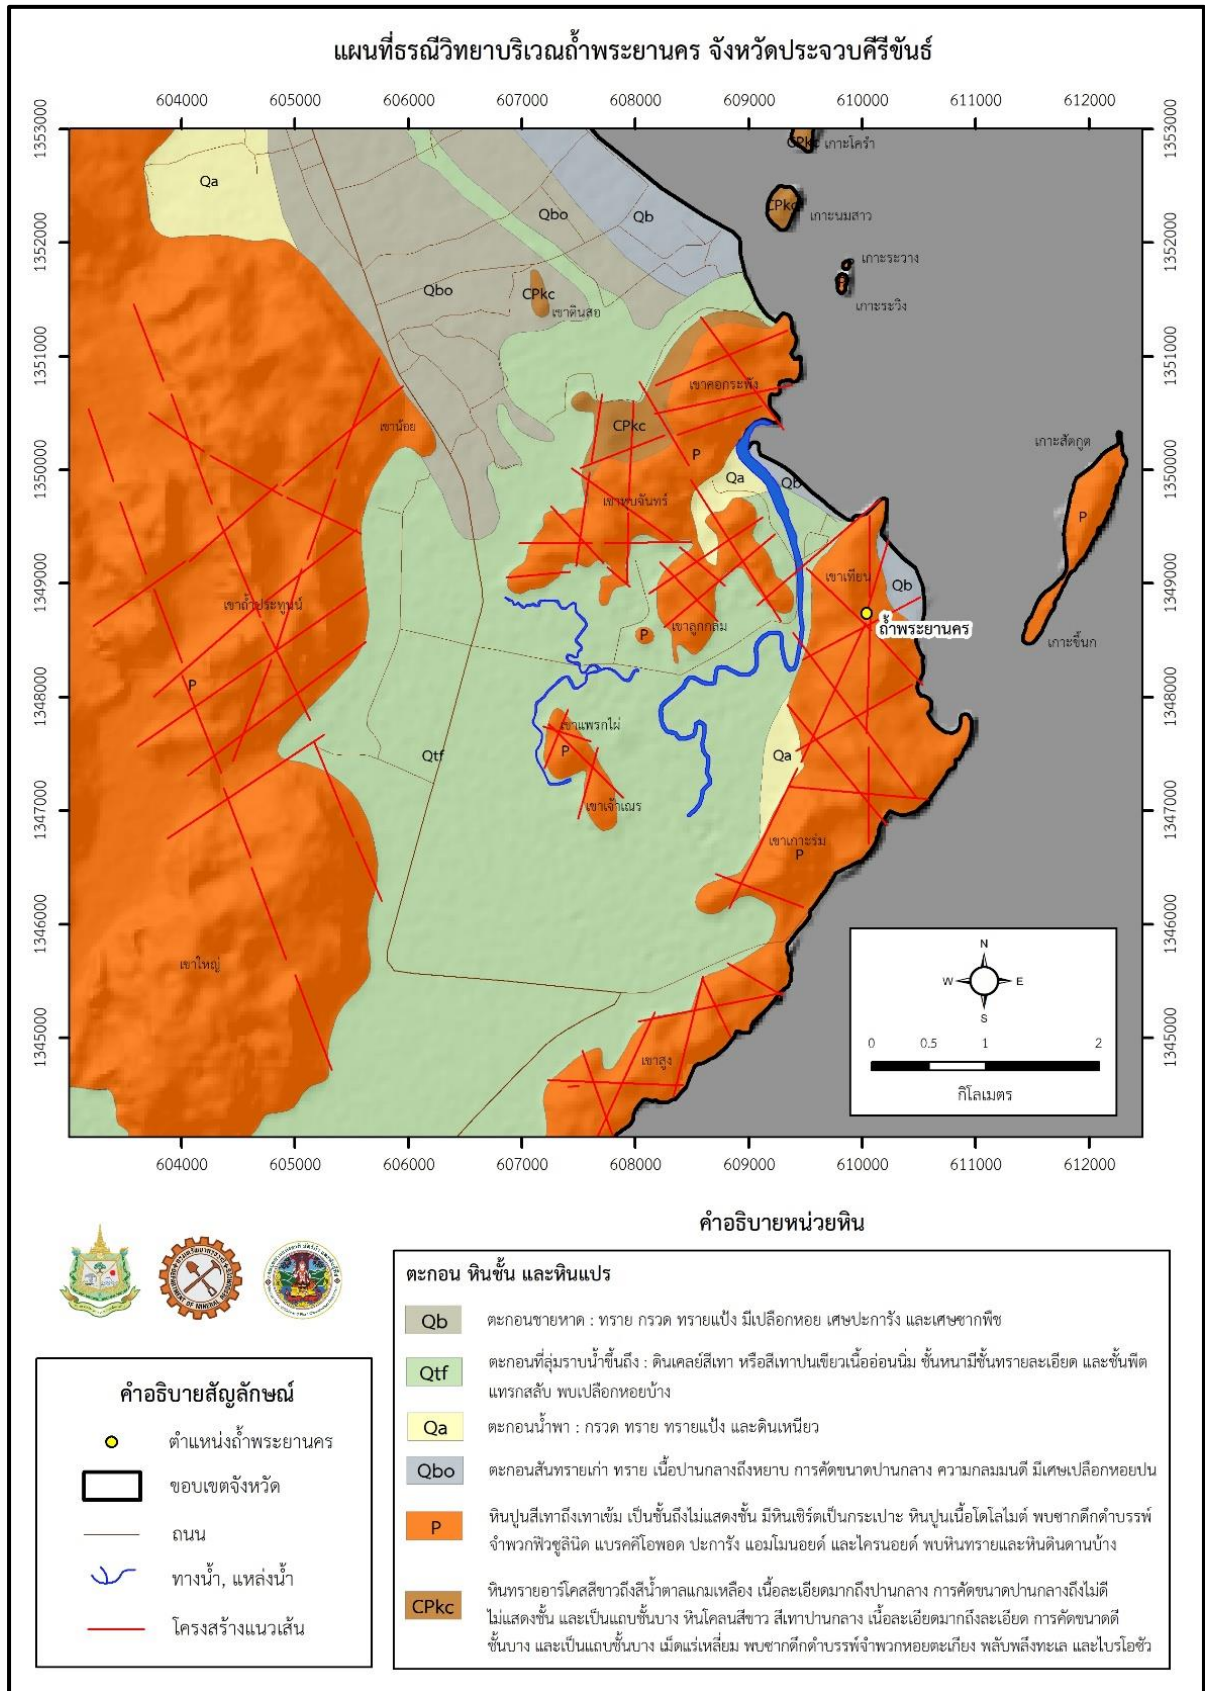 แผนที่ธรณีวิทยาบริเวณถ้ำพระยานคร จังหวัดประจวบคีรีขันธ์
604000 605000 606000 607000 608000 609000 610000 611000 612000
1353000 1353000
CPkc เกาะโครำ
Qa
CPkc
Qbo Qb
เกาะนมสาว
1352000 1352000
เกาะระวาง
Qbo CPkc
เกาะระวิง
เขาดินสอ
1351000 1351000
เขาคอกระพัง
เขาน้อย
CPkc
P
เกาะสัตกูต
1350000 1350000
Qa Qb
P
1349000 1349000
เขาเทียน
Qb
ถ้ำพระยานคร
เขาลูกกลม
P
เกาะขี้นก
P
1348000 1348000
เขาแพรกไผ่
P
Qtf
Qa
เขาเจ้าเณร
1347000 1347000
เขาเกาะร่ม
P
1346000 1346000
เขาใหญ่
N
W E
S
1345000 1345000
เขาสูง
0 0.5 1 2
กิโลเมตร
604000 605000 606000 607000 608000 609000 610000 611000 612000
คำอธิบายหน่วยหิน
ตะกอน หินชั้น และหินแปร
Qb ตะกอนชายหาด : ทราย กรวด ทรายแป้ง มีเปลือกหอย เศษปะการัง และเศษซากพืช
Qtf ตะกอนที่ลุ่มราบน้ำขึ้นถึง : ดินเคลย์สีเทา หรือสีเทาปนเขียวเนื้ออ่อนนิ่ม ชั้นหนามีชั้นทรายละเอียด และชั้นพีต
แทรกสลับ พบเปลือกหอยบ้าง
Qa ตะกอนน้ำพา : กรวด ทราย ทรายแป้ง และดินเหนียว
Qbo ตะกอนสันทรายเก่า ทราย เนื้อปานกลางถึงหยาบ การคัดขนาดปานกลาง ความกลมมนดี มีเศษเปลือกหอยปน
P หินปูนสีเทาถึงเทาเข้ม เป็นชั้นถึงไม่แสดงชั้น มีหินเชิร์ตเป็นกระเปาะ หินปูนเนื้อโดโลไมต์ พบซากดึกดำบรรพ์
จำพวกฟิวซูลินิด แบรคคิโอพอด ปะการัง แอมโมนอยด์ และไครนอยด์ พบหินทรายและหินดินดานบ้าง
CPkc หินทรายอาร์โคสสีขาวถึงสีน้ำตาลแกมเหลือง เนื้อละเอียดมากถึงปานกลาง การคัดขนาดปานกลางถึงไม่ดี
ไม่แสดงชั้น และเป็นแถบชั้นบาง หินโคลนสีขาว สีเทาปานกลาง เนื้อละเอียดมากถึงละเอียด การคัดขนาดดี
ชั้นบาง และเป็นแถบชั้นบาง เม็ดแร่เหลี่ยม พบซากดึกดำบรรพ์จำพวกหอยตะเกียง พลับพลึงทะเล และไบรโอซัว
คำอธิบายสัญลักษณ์
ตำแหน่งถ้ำพระยานคร
ขอบเขตจังหวัด
ถนน
ทางน้ำ, แหล่งน้ำ
โครงสร้างแนวเส้น